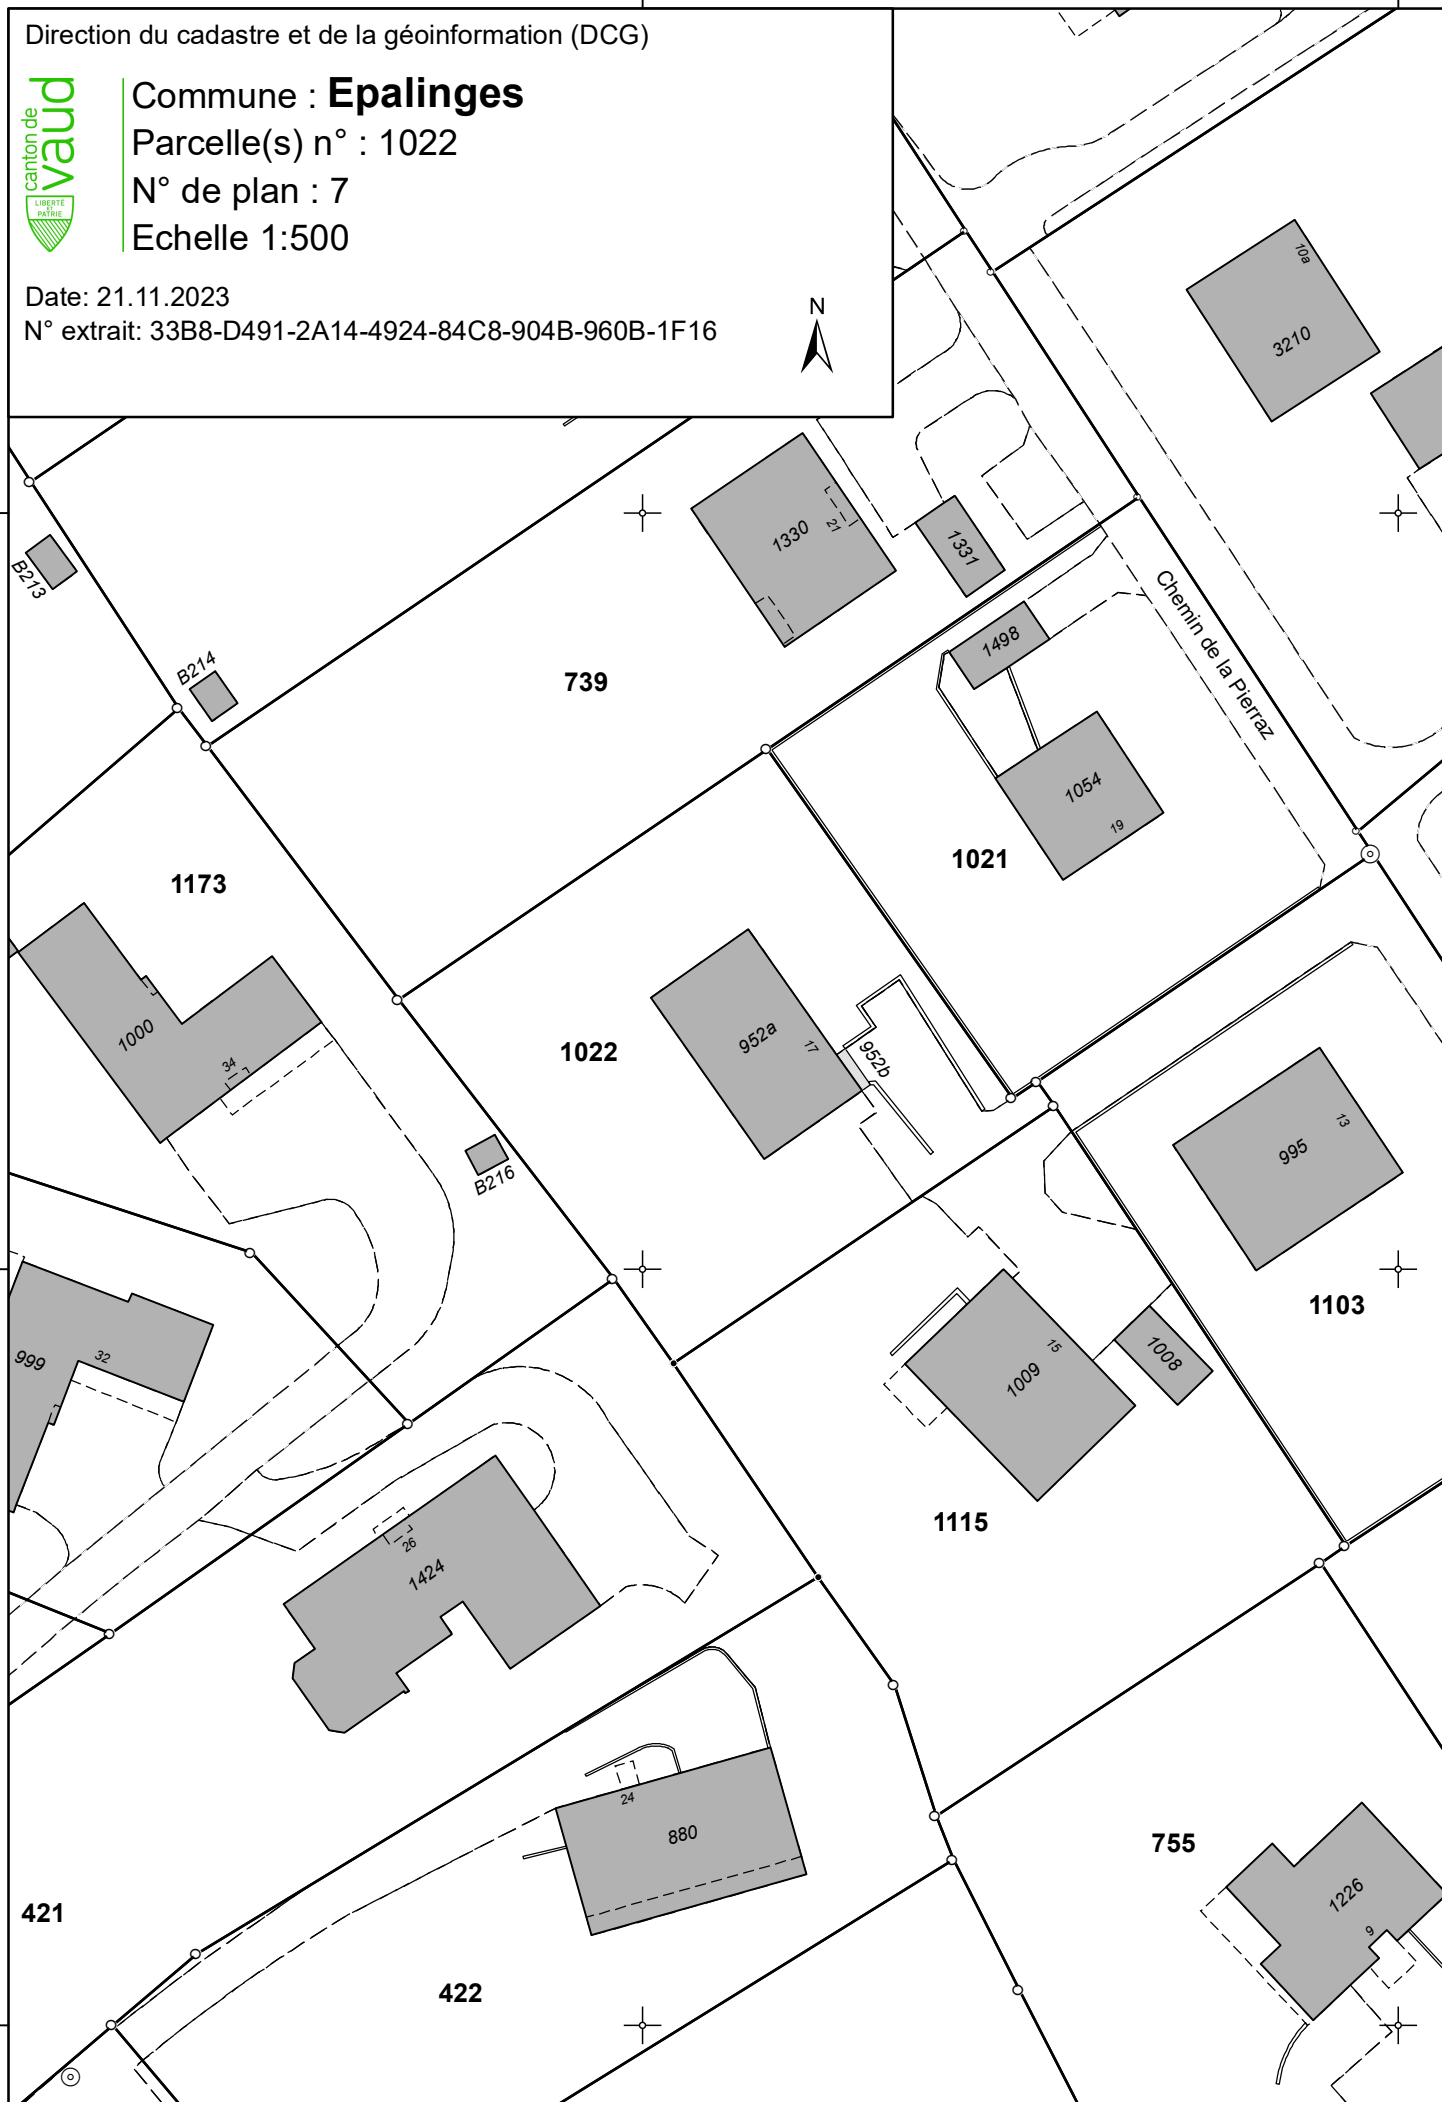 Direction du cadastre et de la géoinformation (DCG)
canton de
vaud
LIBERTÉ
ET
PATRIE
Commune : Epalinges
Parcelle(s) n° : 1022
N° de plan : 7
Echelle 1:500
Date: 21.11.2023
N° extrait: 33B8-D491-2A14-4924-84C8-904B-960B-1F16
N
10a
3210
1330
21
1331
B213
Chemin de la Pierraz
1498
B214
739
1054
19
1021
1173
1000
34
952a
17
952b
1022
995
13
B216
1103
999
32
1009
15
1008
1115
26
1424
24
880
755
1226
9
421
422